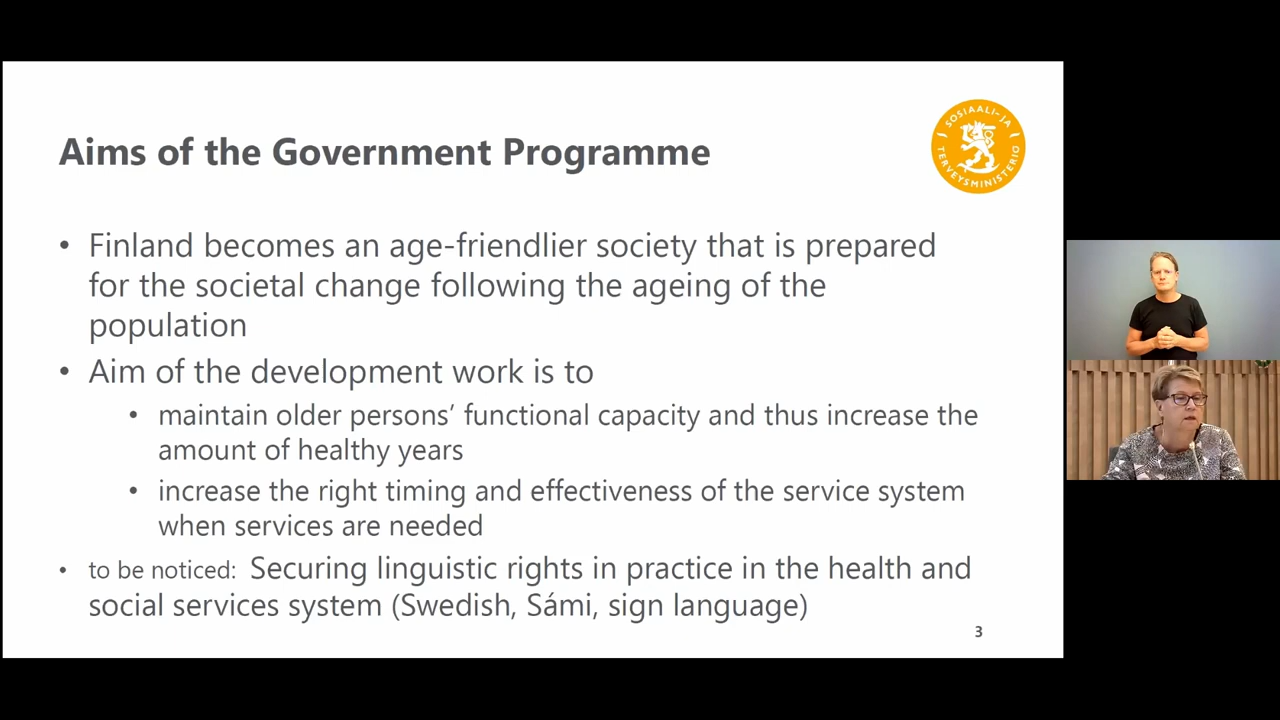 Aims of the Government Programme
SOSIAALI- JA
TERVEYSMINISTERIÖ
• Finland becomes an age-friendlier society that is prepared
for the societal change following the ageing of the
population
• Aim of the development work is to
• maintain older persons’ functional capacity and thus increase the
amount of healthy years
• increase the right timing and effectiveness of the service system
when services are needed
• to be noticed: Securing linguistic rights in practice in the health and
social services system (Swedish, Sámi, sign language)
3